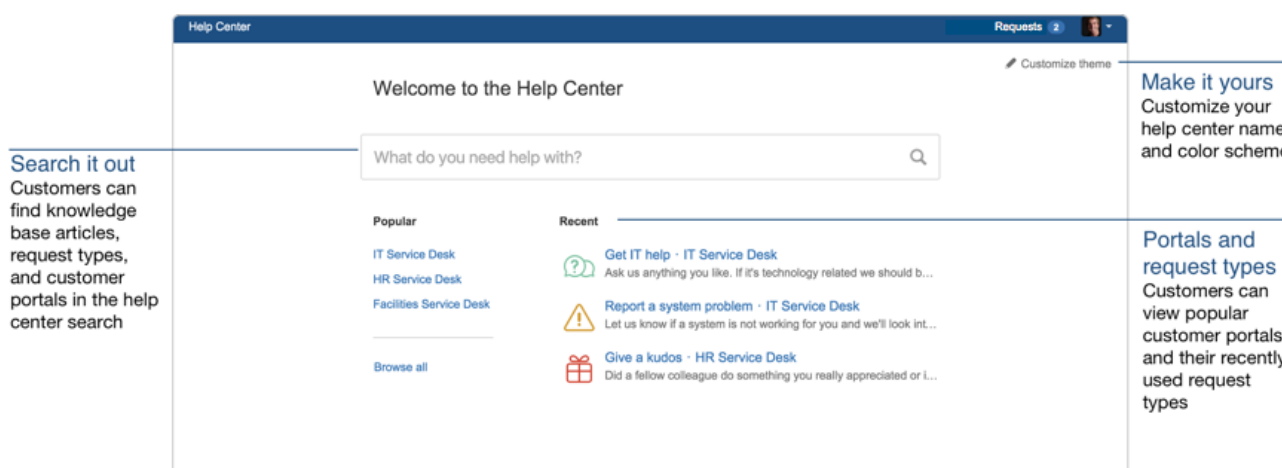 Help Center
Requests 2
Customize theme
Welcome to the Help Center
What do you need help with?
Popular
IT Service Desk
HR Service Desk
Facilities Service Desk
Browse all
Recent
Get IT help · IT Service Desk
Ask us anything you like. If it's technology related we should b...
Report a system problem · IT Service Desk
Let us know if a system is not working for you and we'll look int...
Give a kudos · HR Service Desk
Did a fellow colleague do something you really appreciated or i...
Search it out
Customers can
find knowledge
base articles,
request types,
and customer
portals in the help
center search
Make it yours
Customize your
help center name
and color scheme
Portals and
request types
Customers can
view popular
customer portals
and their recently
used request
types